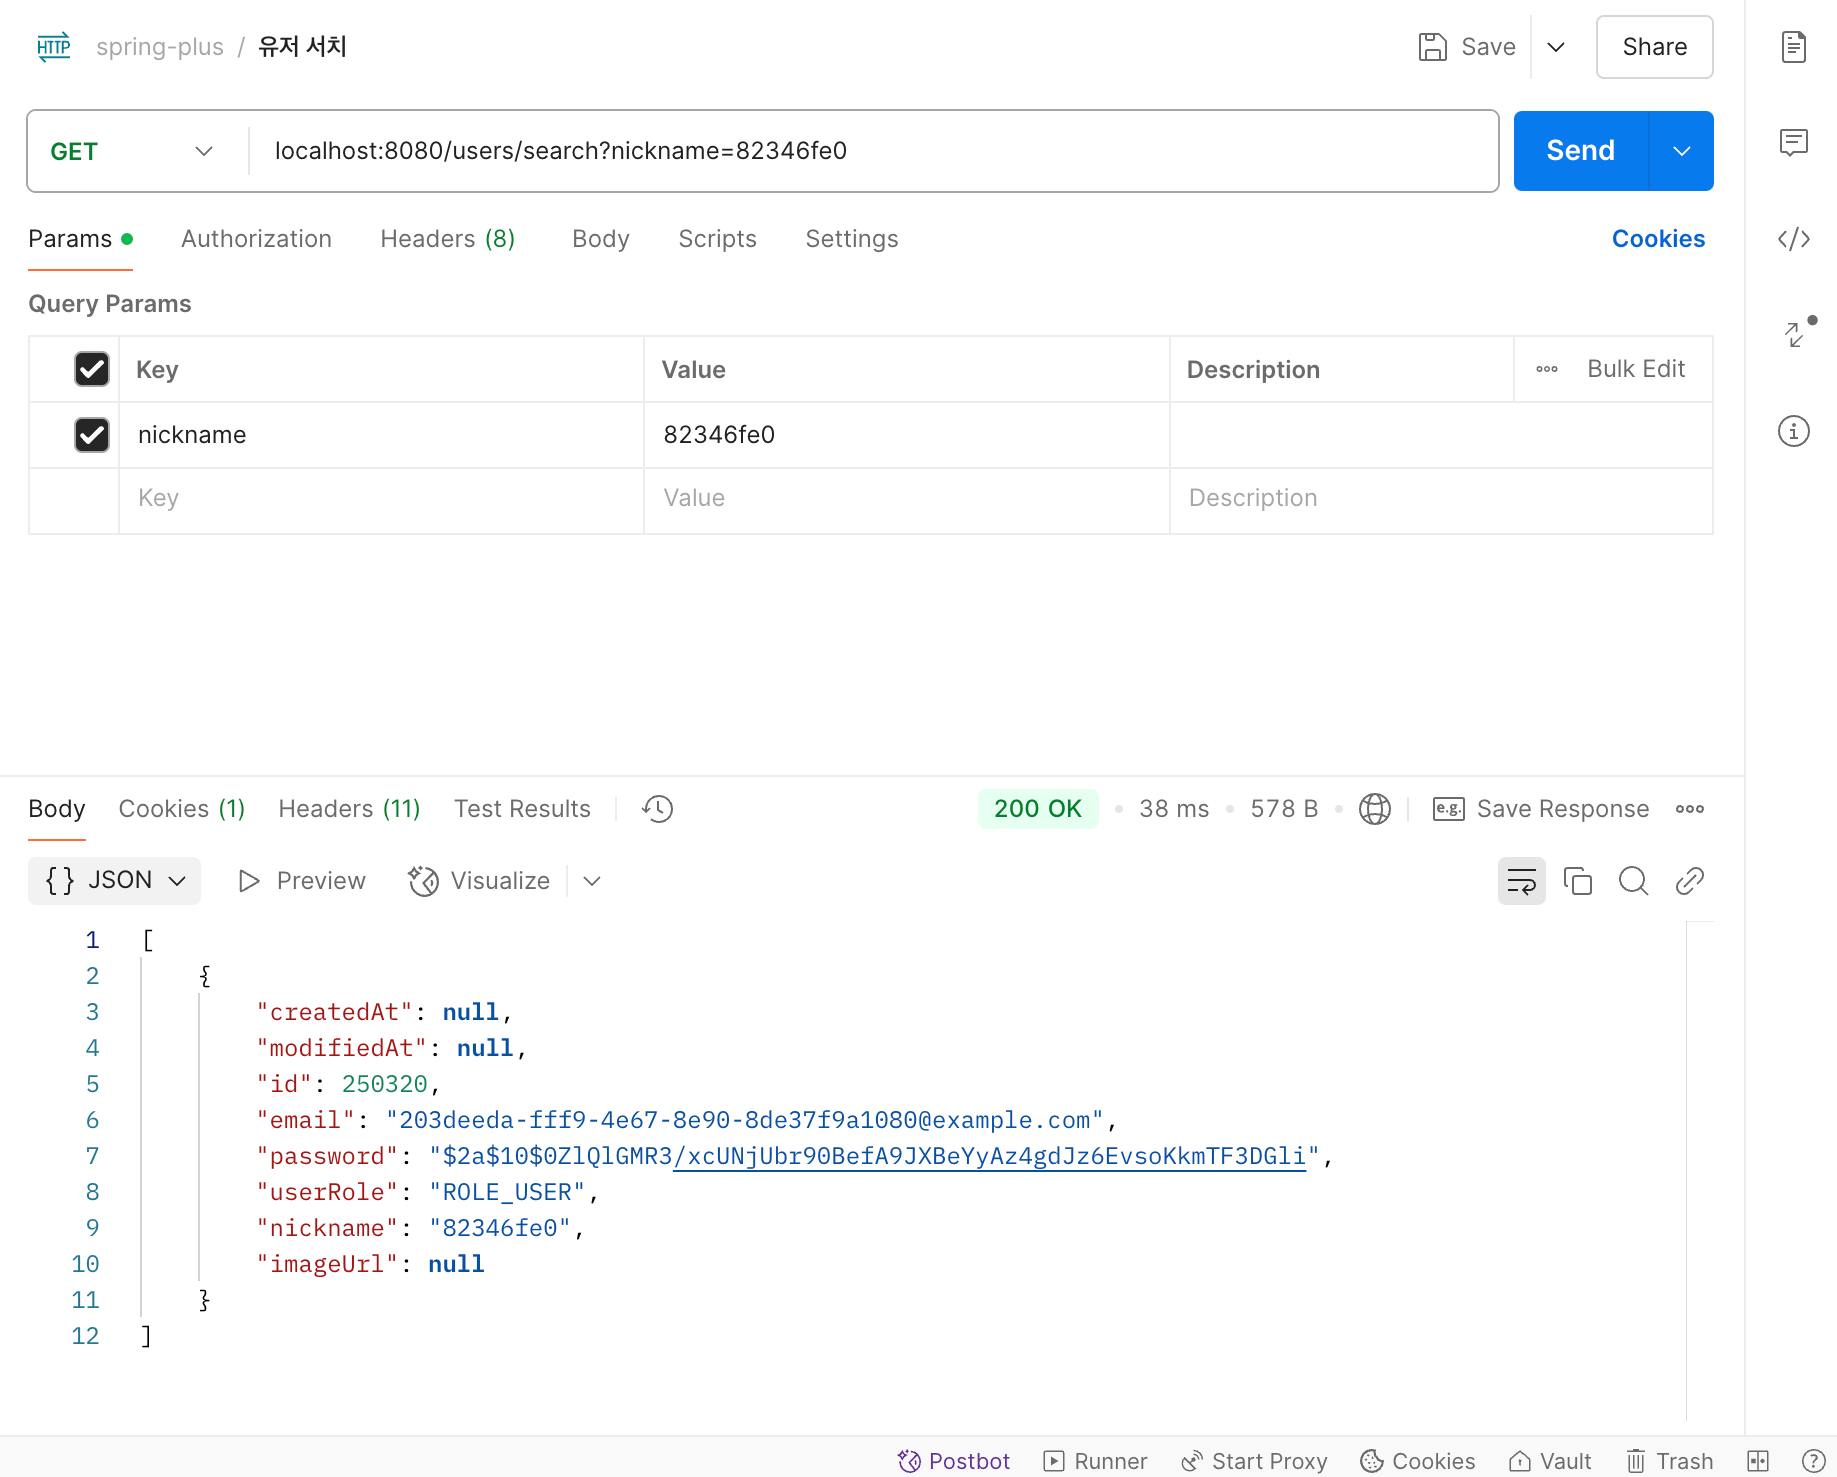 HTTP spring-plus / 유저 서치 Save Share
GET localhost:8080/users/search?nickname=82346fe0 Send
Params Authorization Headers (8) Body Scripts Settings Cookies
Query Params
Key Value Description Bulk Edit
nickname 82346fe0
Key Value Description
Body Cookies (1) Headers (11) Test Results 200 OK 38 ms 578 B e.g. Save Response
{} JSON Preview Visualize
1 [
2 {
3 "createdAt": null,
4 "modifiedAt": null,
5 "id": 250320,
6 "email": "203deeda-fff9-4e67-8e90-8de37f9a1080@example.com",
7 "password": "$2a$10$0ZlQlGMR3/xcUNjUbr90BefA9JXBeYyAz4gdJz6EvsoKkmTF3DGli",
8 "userRole": "ROLE_USER",
9 "nickname": "82346fe0",
10 "imageUrl": null
11 }
12 ]
Postbot Runner Start Proxy Cookies Vault Trash